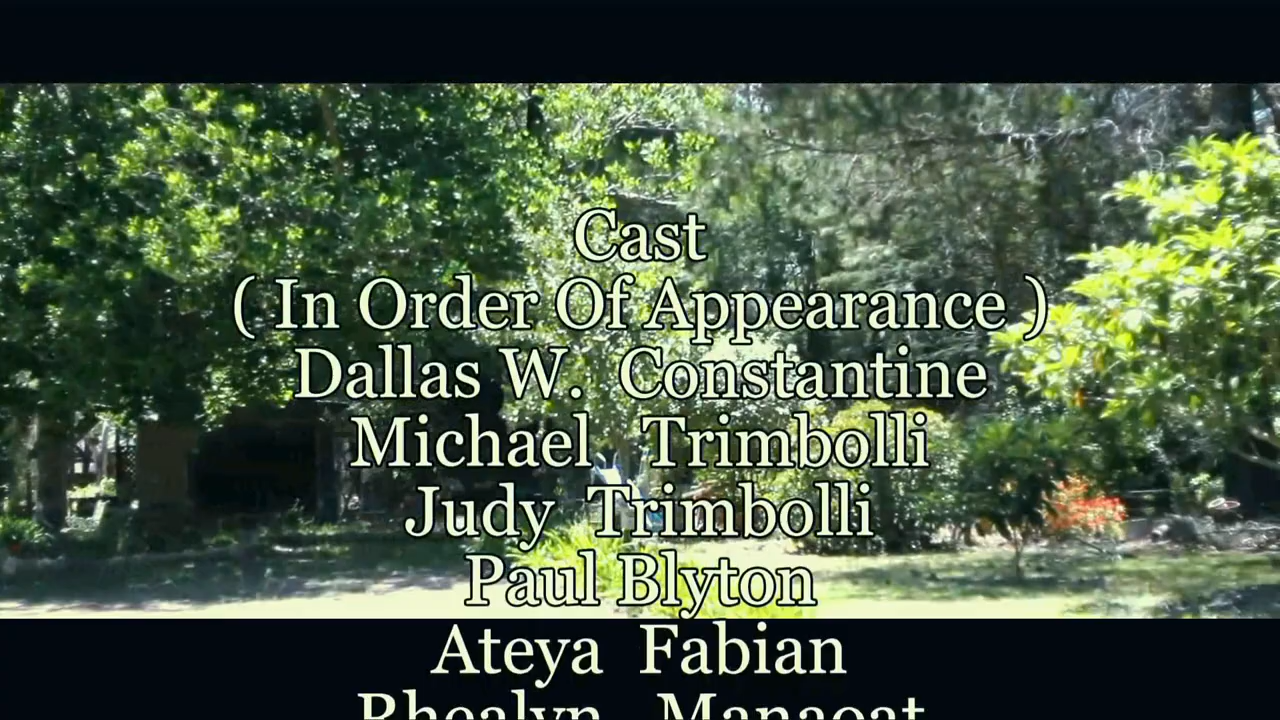 Cast
( In Order Of Appearance )
Dallas W. Constantine
Michael Trimbolli
Judy Trimbolli
Paul Blyton
Ateya Fabian